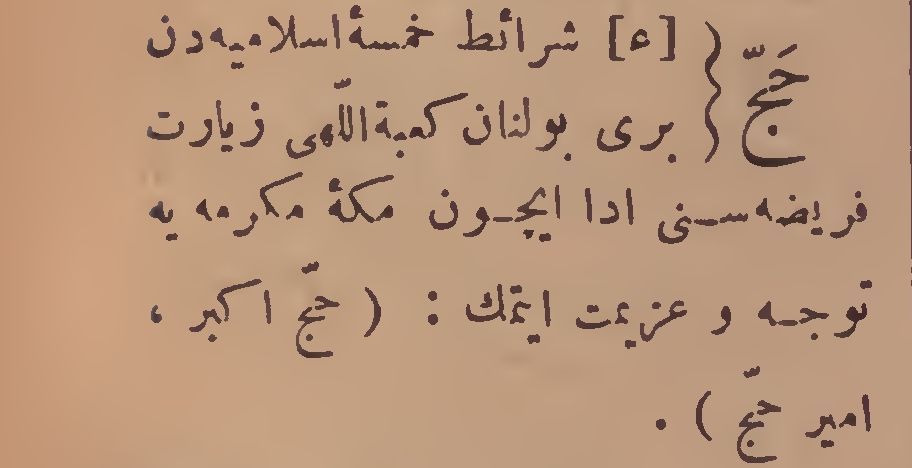 حَجّ { [ع] شرائط خمسهٔ اسلامیه‌دن
بری بولنان کعبة‌اللّهی زیارت
فریضه‌سنی ادا ایچون مکهٔ مکرمه یه
توجه و عزیمت ایتمك : ( حجّ اکبر ،
امیر حجّ ) .